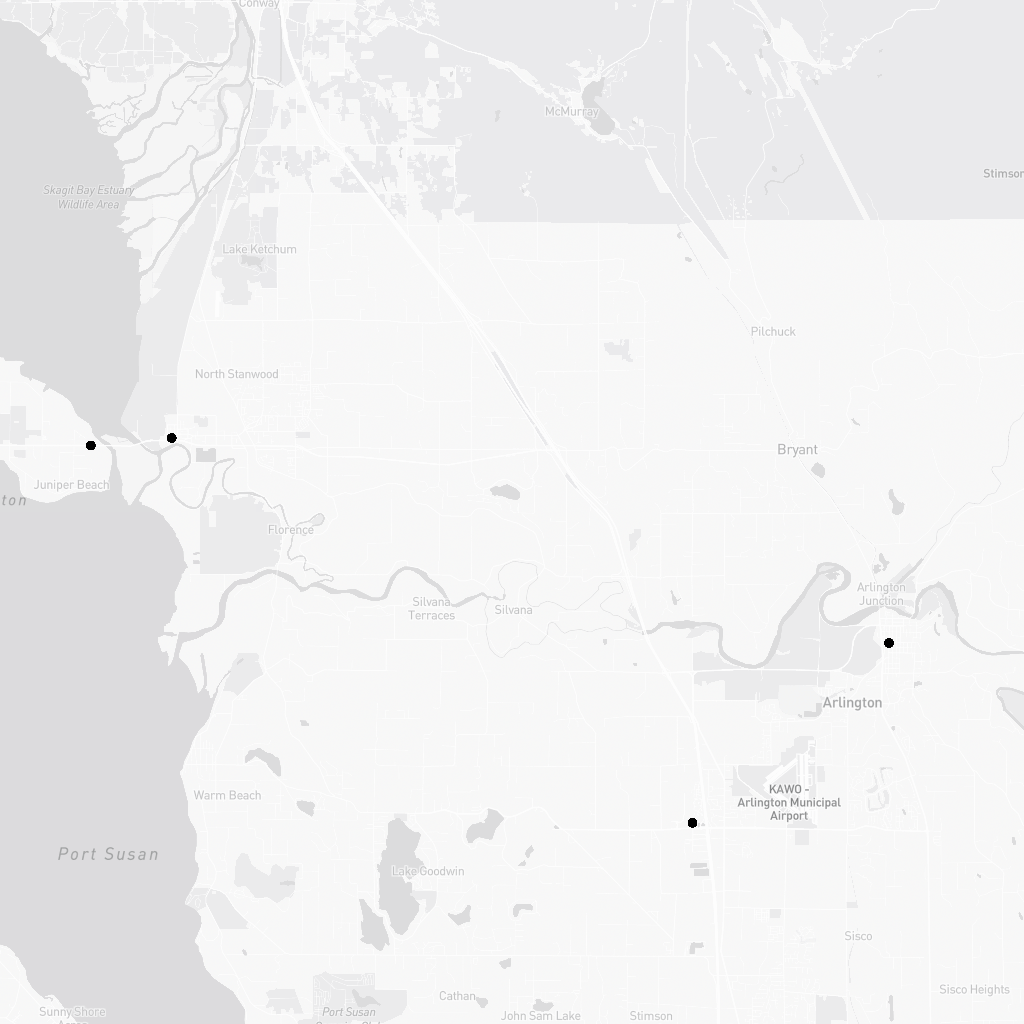 Conway
McMurray
Stimson
Skagit Bay Estuary
Wildlife Area
Lake Ketchum
Pilchuck
North Stanwood
Bryant
Juniper Beach
ton
Florence
Arlington
Junction
Silvana
Terraces
Silvana
Arlington
KAWO -
Arlington Municipal
Airport
Warm Beach
Port Susan
Lake Goodwin
Sisco
Sisco Heights
Cathan
Sunny Shore
Port Susan
John Sam Lake
Stimson